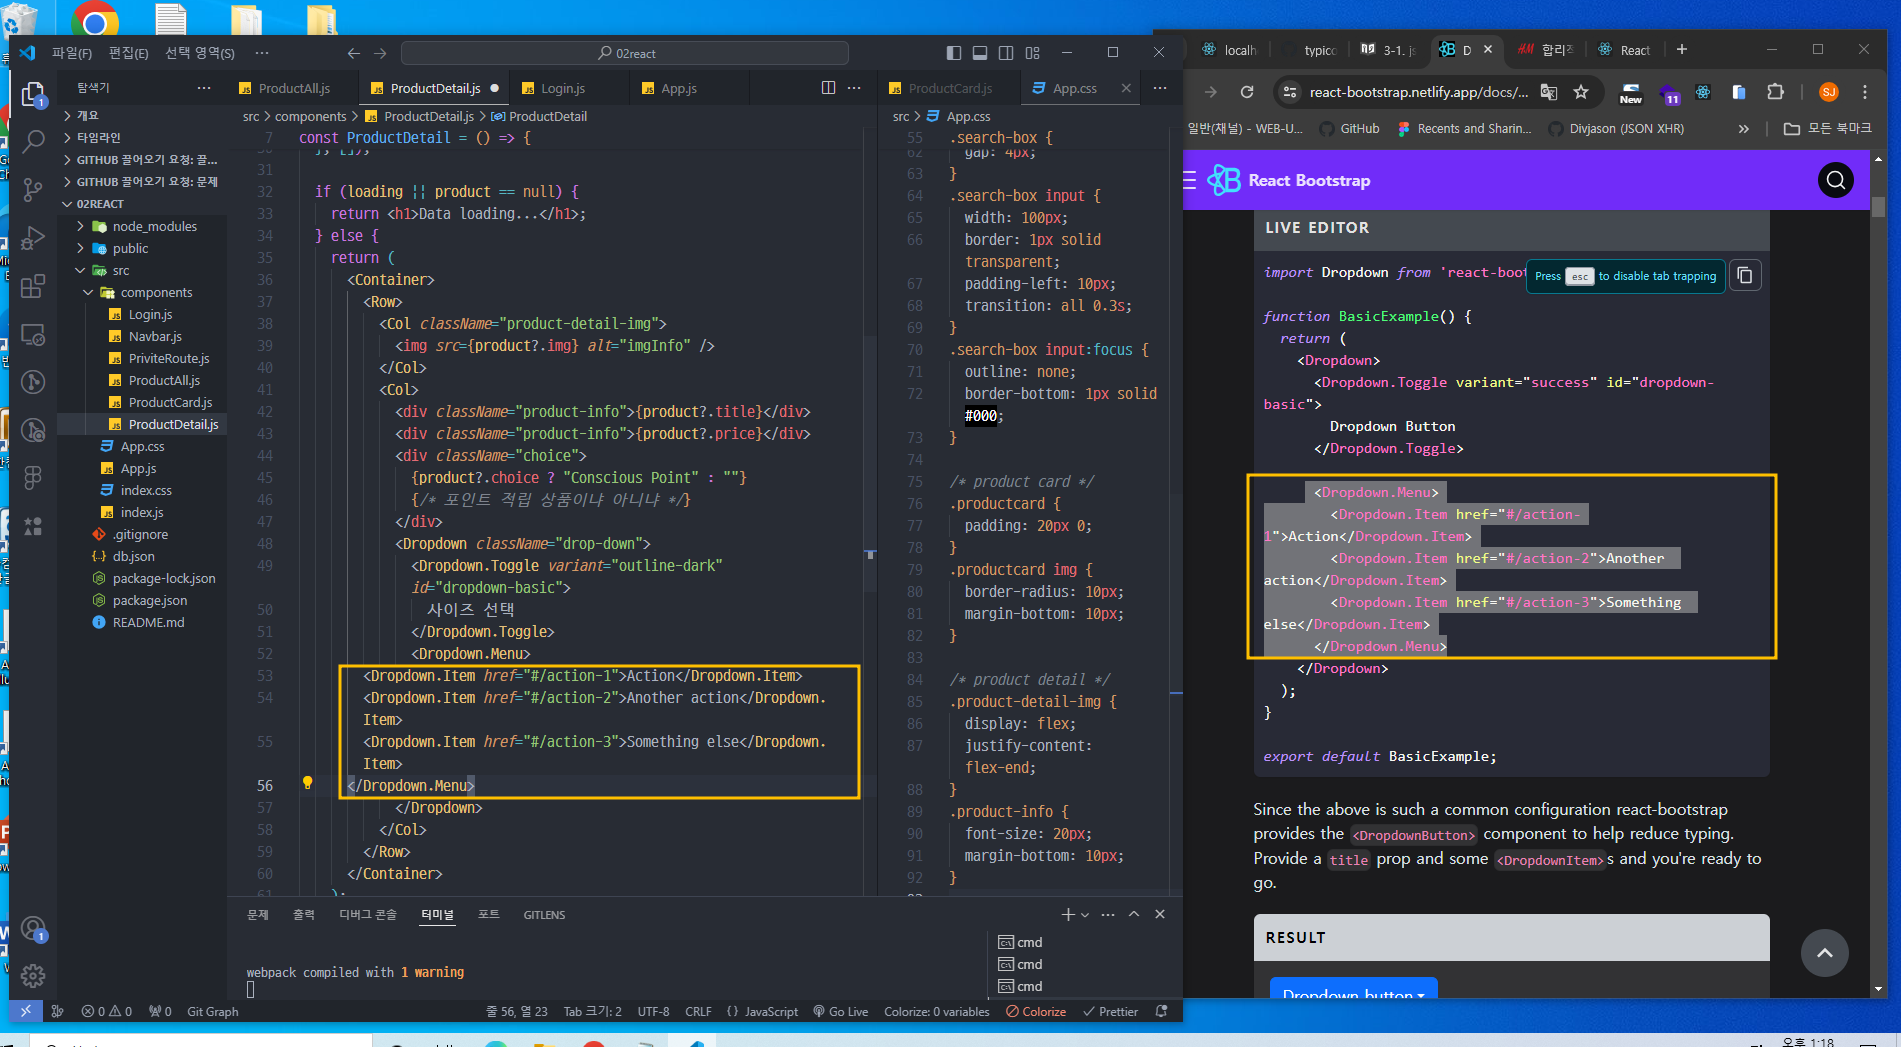 파일(F) 편집(E) 선택 영역(S) ···
02react
탐색기
개요
타임라인
GITHUB 끌어오기 요청: 끌...
GITHUB 끌어오기 요청: 문제
02REACT
node_modules
public
src
components
Login.js
Navbar.js
PriviteRoute.js
ProductAll.js
ProductCard.js
ProductDetail.js
App.css
App.js
index.css
index.js
.gitignore
db.json
package-lock.json
package.json
README.md
ProductAll.js ProductDetail.js Login.js App.js
src > components > ProductDetail.js > ProductDetail
7 const ProductDetail = () => {
31
32 if (loading || product == null) {
33 return <h1>Data loading...</h1>;
34 } else {
35 return (
36 <Container>
37 <Row>
38 <Col className="product-detail-img">
39 <img src={product?.img} alt="imgInfo" />
40 </Col>
41 <Col>
42 <div className="product-info">{product?.title}</div>
43 <div className="product-info">{product?.price}</div>
44 <div className="choice">
45 {product?.choice ? "Conscious Point" : ""}
46 {/* 포인트 적립 상품이냐 아니냐 */}
47 </div>
48 <Dropdown className="drop-down">
49 <Dropdown.Toggle variant="outline-dark"
id="dropdown-basic">
50 사이즈 선택
51 </Dropdown.Toggle>
52 <Dropdown.Menu>
53 <Dropdown.Item href="#/action-1">Action</Dropdown.Item>
54 <Dropdown.Item href="#/action-2">Another action</Dropdown.
Item>
55 <Dropdown.Item href="#/action-3">Something else</Dropdown.
Item>
56 </Dropdown.Menu>
57 </Dropdown>
58 </Col>
59 </Row>
60 </Container>
61 );
ProductCard.js App.css
src > App.css
55 .search-box {
62 gap: 4px;
63 }
64 .search-box input {
65 width: 100px;
66 border: 1px solid
transparent;
67 padding-left: 10px;
68 transition: all 0.3s;
69 }
70 .search-box input:focus {
71 outline: none;
72 border-bottom: 1px solid
#000;
73 }
74
75 /* product card */
76 .productcard {
77 padding: 20px 0;
78 }
79 .productcard img {
80 border-radius: 10px;
81 margin-bottom: 10px;
82 }
83
84 /* product detail */
85 .product-detail-img {
86 display: flex;
87 justify-content:
flex-end;
88 }
89 .product-info {
90 font-size: 20px;
91 margin-bottom: 10px;
92 }
문제 출력 디버그 콘솔 터미널 포트 GITLENS
webpack compiled with 1 warning
cmd
cmd
cmd
0 0 0 Git Graph 줄 56, 열 23 Tab 크기: 2 UTF-8 CRLF {} JavaScript Go Live Colorize: 0 variables Colorize Prettier
localh typico 3-1. js D 합리적 React
react-bootstrap.netlify.app/docs/... New 11 SJ
일반(채널) - WEB-U... GitHub Recents and Sharin... Divjason (JSON XHR) » 모든 북마크
React Bootstrap
LIVE EDITOR
import Dropdown from 'react-boot
Press esc to disable tab trapping
function BasicExample() {
return (
<Dropdown>
<Dropdown.Toggle variant="success" id="dropdown-
basic">
Dropdown Button
</Dropdown.Toggle>
<Dropdown.Menu>
<Dropdown.Item href="#/action-
1">Action</Dropdown.Item>
<Dropdown.Item href="#/action-2">Another
action</Dropdown.Item>
<Dropdown.Item href="#/action-3">Something
else</Dropdown.Item>
</Dropdown.Menu>
</Dropdown>
);
}
export default BasicExample;
Since the above is such a common configuration react-bootstrap
provides the <DropdownButton> component to help reduce typing.
Provide a title prop and some <DropdownItem>s and you're ready to
go.
RESULT
Dropdown button
오후 1:18